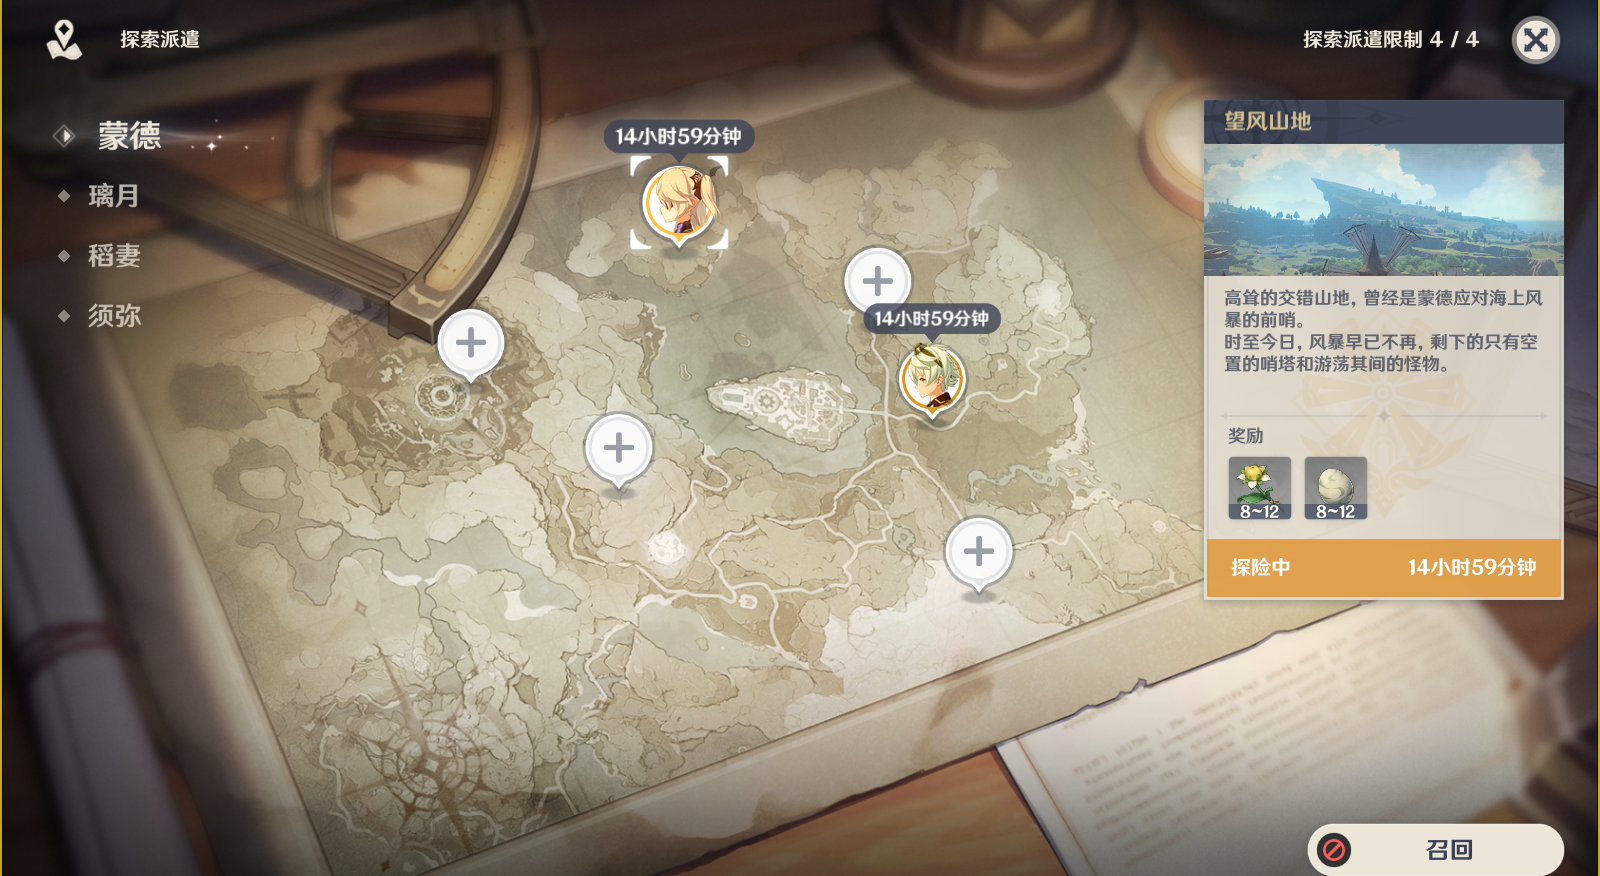 探索派遣
探索派遣限制 4 / 4
蒙德
璃月
稻妻
须弥
14小时59分钟
14小时59分钟
望风山地
高耸的交错山地，曾经是蒙德应对海上风
暴的前哨。
时至今日，风暴早已不再，剩下的只有空
置的哨塔和游荡其间的怪物。
奖励
8~12
8~12
探险中
14小时59分钟
召回